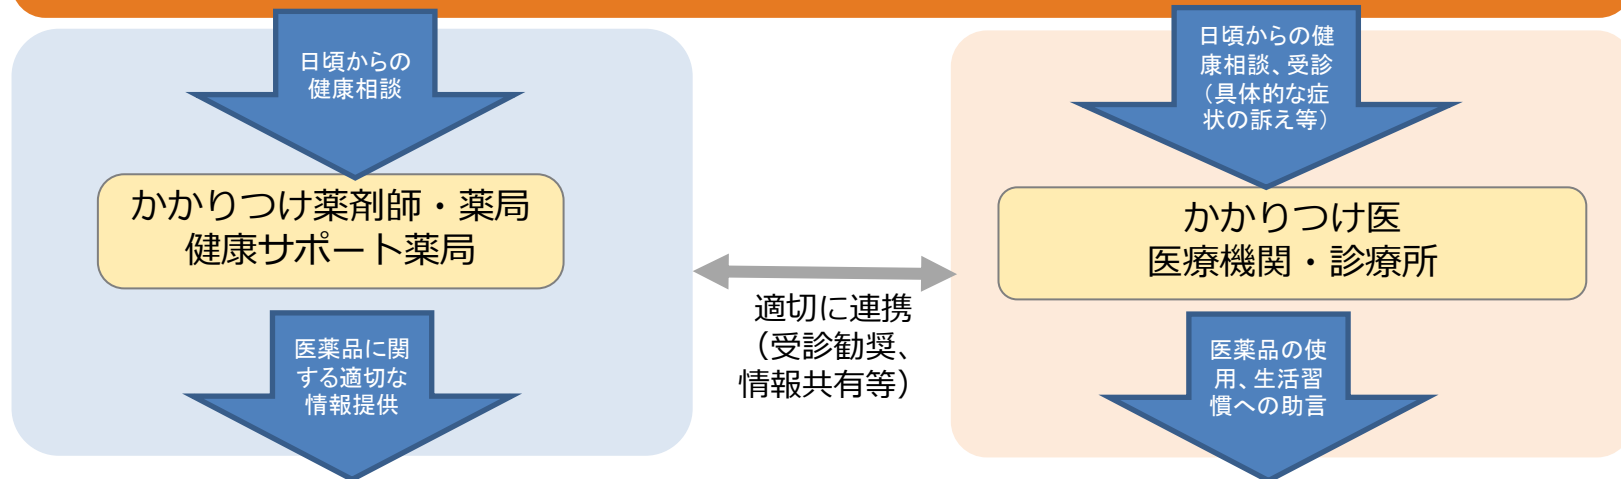 日頃からの
健康相談
かかりつけ薬剤師・薬局
健康サポート薬局
医薬品に関
する適切な
情報提供
適切に連携
（受診勧奨、
情報共有等）
日頃からの健
康相談、受診
（具体的な症
状の訴え等）
かかりつけ医
医療機関・診療所
医薬品の使
用、生活習
慣への助言